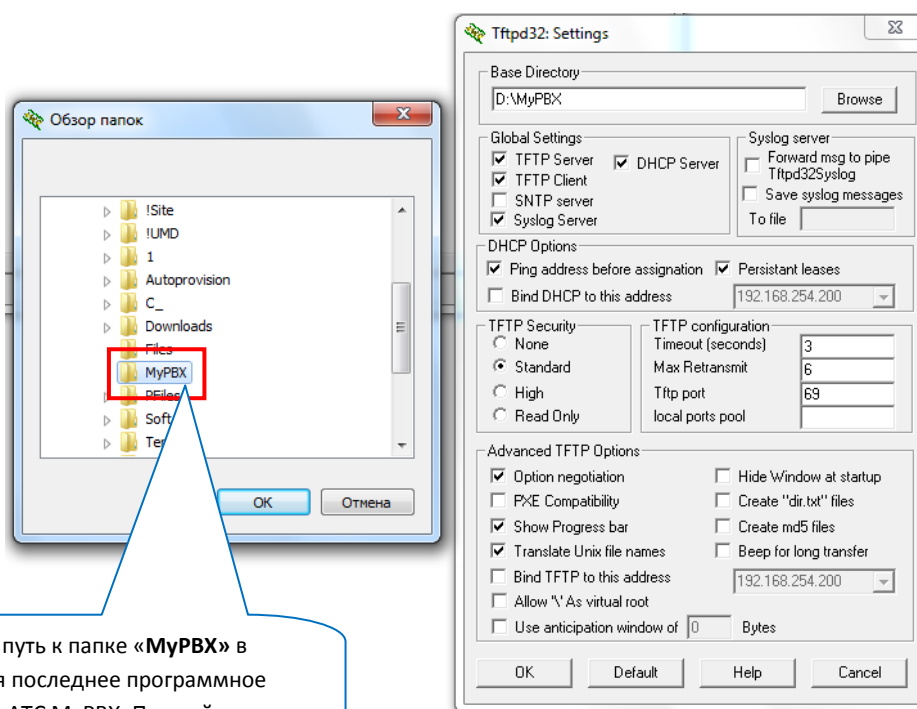 Обзор папок
!Site
!UMD
1
Autoprovision
C_
Downloads
Files
MyPBX
PFiles
Soft
OK
Отмена
путь к папке «MyPBX» в
последнее программное
АТС MyPBX.
Tftpd32: Settings
Base Directory
D:\MyPBX
Browse
Global Settings
TFTP Server
DHCP Server
TFTP Client
SNTP server
Syslog Server
Syslog server
Forward msg to pipe
Tftpd32Syslog
Save syslog messages
To file
DHCP Options
Ping address before assignation
Persistant leases
Bind DHCP to this address
192.168.254.200
TFTP Security
None
Standard
High
Read Only
TFTP configuration
Timeout (seconds)
3
Max Retransmit
6
Tftp port
69
local ports pool
Advanced TFTP Options
Option negotiation
Hide Window at startup
PXE Compatibility
Create "dir.txt" files
Show Progress bar
Create md5 files
Translate Unix file names
Beep for long transfer
Bind TFTP to this address
192.168.254.200
Allow '\' As virtual root
Use anticipation window of 0 Bytes
OK
Default
Help
Cancel